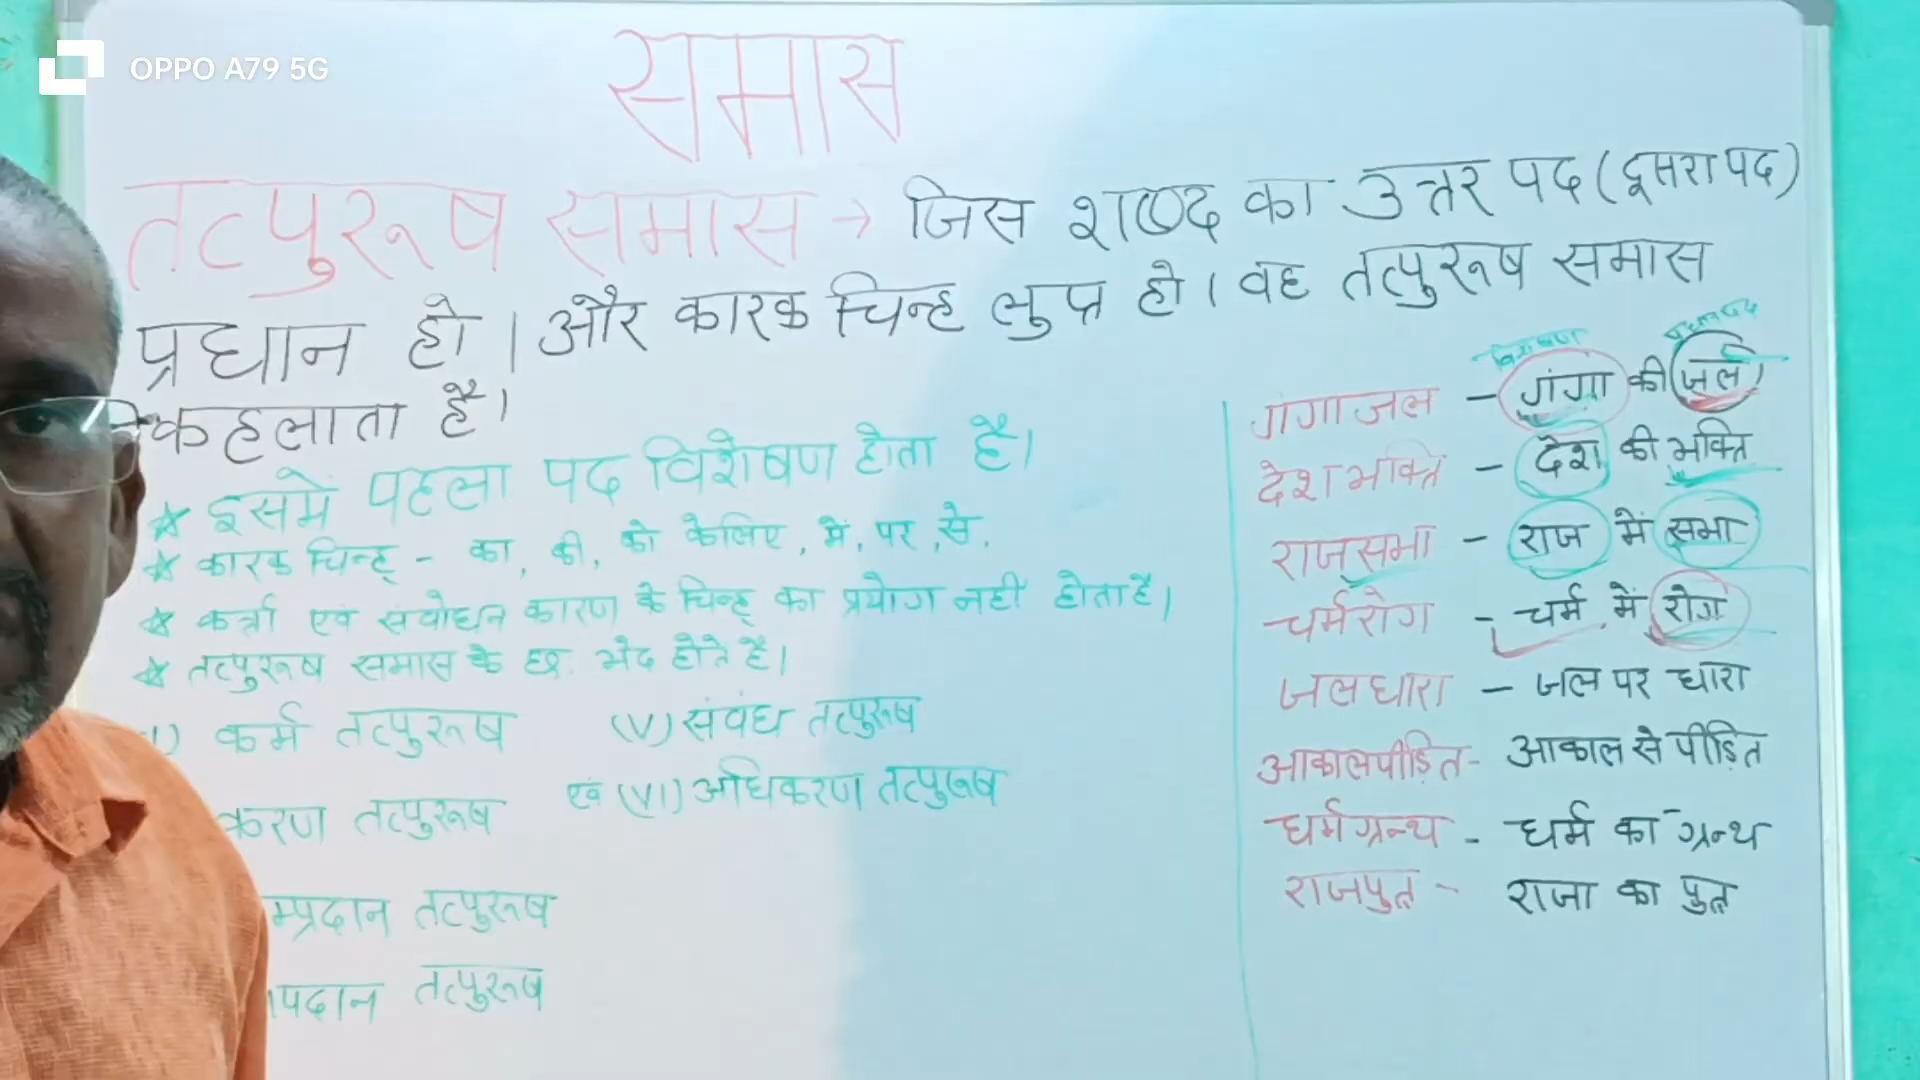 OPPO A79 5G
समास
तत्पुरूष समास → जिस शब्द का उत्तर पद (दूसरा पद)
प्रधान हो। और कारक चिन्ह लुप्त हो। वह तत्पुरूष समास
कहलाता है।
☆ इसमें पहला पद विशेषण होता है।
☆ कारक चिन्ह् - का, की, को केलिए, में, पर, से,
☆ कर्त्ता एवं संवोधन कारण के चिन्ह् का प्रयोग नही होता है।
☆ तत्पुरूष समास के छः भेद होते है।
कर्म तत्पुरूष
(V) संवंध तत्पुरूष
करण तत्पुरूष
एवं (VI) अधिकरण तत्पुरूष
म्प्रदान तत्पुरूष
पदान तत्पुरूष
विशेषण
गंगाजल - गंगा की जल।
देशभक्ति - देश की भक्ति
राजसभा - राज में सभा
चर्मरोग - चर्म में रोग
जलधारा - जल पर धारा
आकालपीड़ित - आकाल से पीड़ित
धर्मग्रन्थ - धर्म का ग्रन्थ
राजपुत्र - राजा का पुत्र